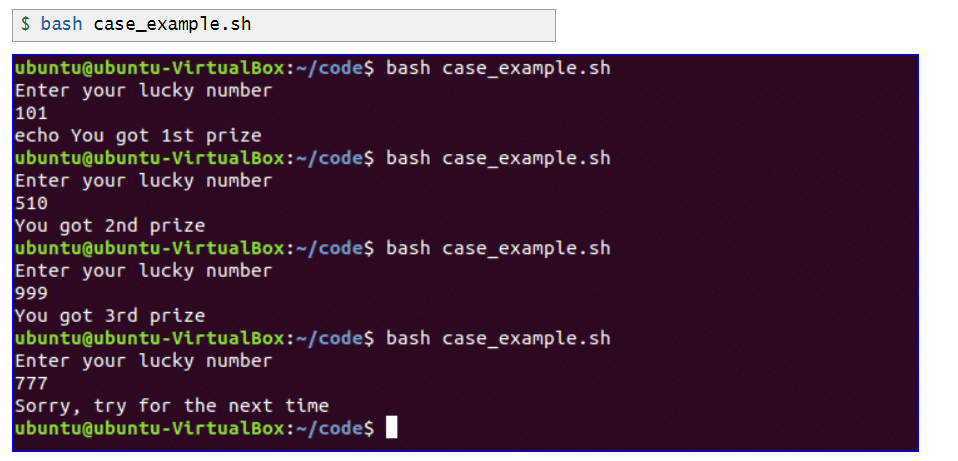 $ bash case_example.sh
ubuntu@ubuntu-VirtualBox:~/code$ bash case_example.sh
Enter your lucky number
101
echo You got 1st prize
ubuntu@ubuntu-VirtualBox:~/code$ bash case_example.sh
Enter your lucky number
510
You got 2nd prize
ubuntu@ubuntu-VirtualBox:~/code$ bash case_example.sh
Enter your lucky number
999
You got 3rd prize
ubuntu@ubuntu-VirtualBox:~/code$ bash case_example.sh
Enter your lucky number
777
Sorry, try for the next time
ubuntu@ubuntu-VirtualBox:~/code$